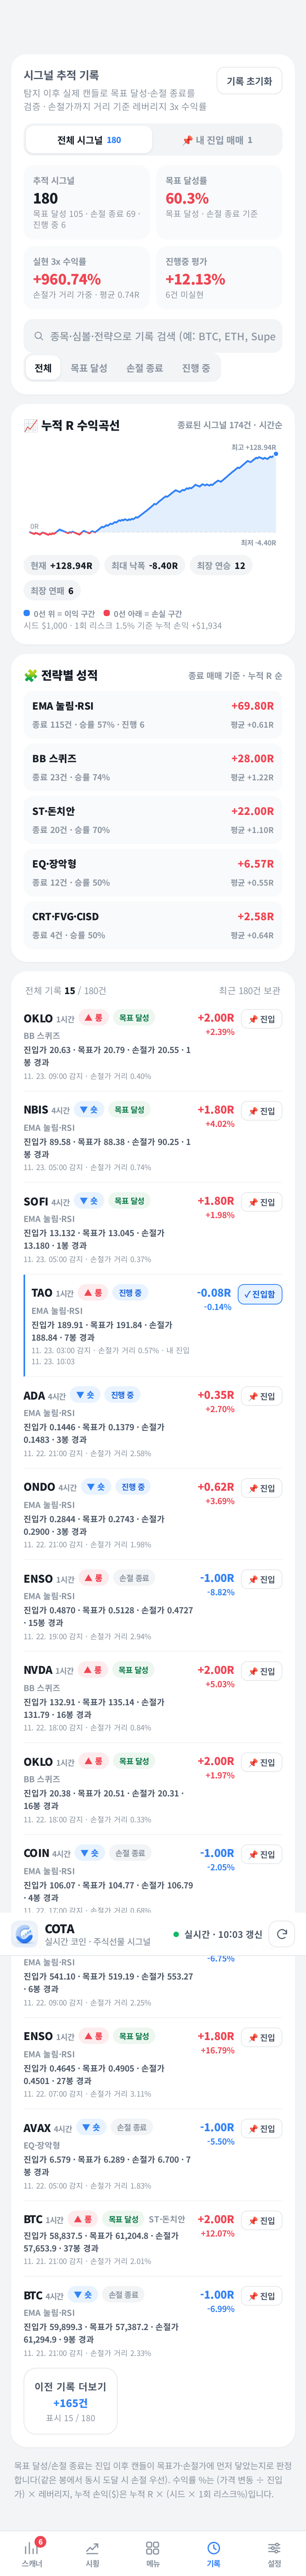 시그널 추적 기록
탐지 이후 실제 캔들로 목표 달성·손절 종료를
검증 · 손절가까지 거리 기준 레버리지 3x 수익률
기록 초기화
전체 시그널 180
📌 내 진입 매매 1
추적 시그널
180
목표 달성 105 · 손절 종료 69 ·
진행 중 6
목표 달성률
60.3%
목표 달성 · 손절 종료 기준
실현 3x 수익률
+960.74%
손절가 거리 가중 · 평균 0.74R
진행중 평가
+12.13%
6건 미실현
종목·심볼·전략으로 기록 검색 (예: BTC, ETH, Supe
전체
목표 달성
손절 종료
진행 중
📈 누적 R 수익곡선
종료된 시그널 174건 · 시간순
최고 +128.94R
0R
최저 -4.40R
현재 +128.94R
최대 낙폭 -8.40R
최장 연승 12
최장 연패 6
0선 위 = 이익 구간
0선 아래 = 손실 구간
시드 $1,000 · 1회 리스크 1.5% 기준 누적 손익 +$1,934
🧩 전략별 성적
종료 매매 기준 · 누적 R 순
EMA 눌림·RSI
+69.80R
종료 115건 · 승률 57% · 진행 6
평균 +0.61R
BB 스퀴즈
+28.00R
종료 23건 · 승률 74%
평균 +1.22R
ST·돈치안
+22.00R
종료 20건 · 승률 70%
평균 +1.10R
EQ·장악형
+6.57R
종료 12건 · 승률 50%
평균 +0.55R
CRT·FVG·CISD
+2.58R
종료 4건 · 승률 50%
평균 +0.64R
전체 기록 15 / 180건
최근 180건 보관
OKLO 1시간 ▲ 롱 목표 달성 +2.00R 📌 진입
BB 스퀴즈 +2.39%
진입가 20.63 · 목표가 20.79 · 손절가 20.55 · 1
봉 경과
11. 23. 09:00 감지 · 손절가 거리 0.40%
NBIS 4시간 ▼ 숏 목표 달성 +1.80R 📌 진입
EMA 눌림·RSI +4.02%
진입가 89.58 · 목표가 88.38 · 손절가 90.25 · 1
봉 경과
11. 23. 05:00 감지 · 손절가 거리 0.74%
SOFI 4시간 ▼ 숏 목표 달성 +1.80R 📌 진입
EMA 눌림·RSI +1.98%
진입가 13.132 · 목표가 13.045 · 손절가
13.180 · 1봉 경과
11. 23. 05:00 감지 · 손절가 거리 0.37%
TAO 1시간 ▲ 롱 진행 중 -0.08R ✓ 진입함
EMA 눌림·RSI -0.14%
진입가 189.91 · 목표가 191.84 · 손절가
188.84 · 7봉 경과
11. 23. 03:00 감지 · 손절가 거리 0.57% · 내 진입
11. 23. 10:03
ADA 4시간 ▼ 숏 진행 중 +0.35R 📌 진입
EMA 눌림·RSI +2.70%
진입가 0.1446 · 목표가 0.1379 · 손절가
0.1483 · 3봉 경과
11. 22. 21:00 감지 · 손절가 거리 2.58%
ONDO 4시간 ▼ 숏 진행 중 +0.62R 📌 진입
EMA 눌림·RSI +3.69%
진입가 0.2844 · 목표가 0.2743 · 손절가
0.2900 · 3봉 경과
11. 22. 21:00 감지 · 손절가 거리 1.98%
ENSO 1시간 ▲ 롱 손절 종료 -1.00R 📌 진입
EMA 눌림·RSI -8.82%
진입가 0.4870 · 목표가 0.5128 · 손절가 0.4727
· 15봉 경과
11. 22. 19:00 감지 · 손절가 거리 2.94%
NVDA 1시간 ▲ 롱 목표 달성 +2.00R 📌 진입
BB 스퀴즈 +5.03%
진입가 132.91 · 목표가 135.14 · 손절가
131.79 · 16봉 경과
11. 22. 18:00 감지 · 손절가 거리 0.84%
OKLO 1시간 ▲ 롱 목표 달성 +2.00R 📌 진입
BB 스퀴즈 +1.97%
진입가 20.38 · 목표가 20.51 · 손절가 20.31 ·
16봉 경과
11. 22. 18:00 감지 · 손절가 거리 0.33%
COIN 4시간 ▼ 숏 손절 종료 -1.00R 📌 진입
EMA 눌림·RSI -2.05%
진입가 106.07 · 목표가 104.77 · 손절가 106.79
· 4봉 경과
11. 22. 17:00 감지 · 손절가 거리 0.68%
COTA
실시간 코인 · 주식선물 시그널
실시간 · 10:03 갱신
EMA 눌림·RSI -6.75%
진입가 541.10 · 목표가 519.19 · 손절가 553.27
· 6봉 경과
11. 22. 09:00 감지 · 손절가 거리 2.25%
ENSO 1시간 ▲ 롱 목표 달성 +1.80R 📌 진입
EMA 눌림·RSI +16.79%
진입가 0.4645 · 목표가 0.4905 · 손절가
0.4501 · 27봉 경과
11. 22. 07:00 감지 · 손절가 거리 3.11%
AVAX 4시간 ▼ 숏 손절 종료 -1.00R 📌 진입
EQ·장악형 -5.50%
진입가 6.579 · 목표가 6.289 · 손절가 6.700 · 7
봉 경과
11. 22. 05:00 감지 · 손절가 거리 1.83%
BTC 1시간 ▲ 롱 목표 달성 ST·돈치안 +2.00R 📌 진입
+12.07%
진입가 58,837.5 · 목표가 61,204.8 · 손절가
57,653.9 · 37봉 경과
11. 21. 21:00 감지 · 손절가 거리 2.01%
BTC 4시간 ▼ 숏 손절 종료 -1.00R 📌 진입
EMA 눌림·RSI -6.99%
진입가 59,899.3 · 목표가 57,387.2 · 손절가
61,294.9 · 9봉 경과
11. 21. 21:00 감지 · 손절가 거리 2.33%
이전 기록 더보기
+165건
표시 15 / 180
목표 달성/손절 종료는 진입 이후 캔들이 목표가·손절가에 먼저 닿았는지로 판정
합니다(같은 봉에서 동시 도달 시 손절 우선). 수익률 %는 (가격 변동 ÷ 진입
가) × 레버리지, 누적 손익($)은 누적 R × (시드 × 1회 리스크%)입니다.
6
스캐너
시황
메뉴
기록
설정